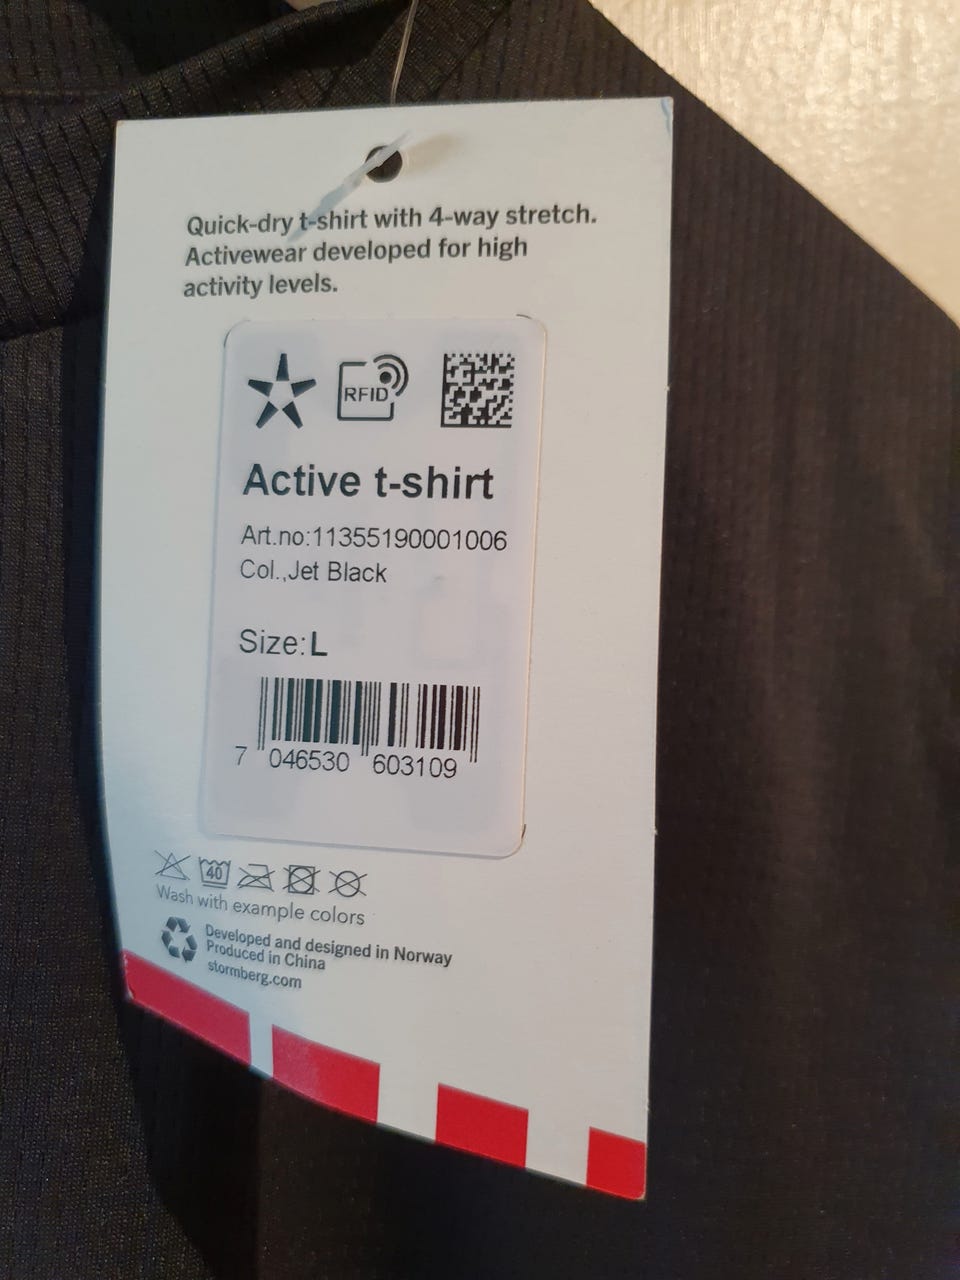 Quick-dry t-shirt with 4-way stretch.
Activewear developed for high
activity levels.
RFID
Active t-shirt
Art.no:11355190001006
Col.,Jet Black
Size:L
7 046530 603109
40
Wash with example colors
Developed and designed in Norway
Produced in China
stormberg.com